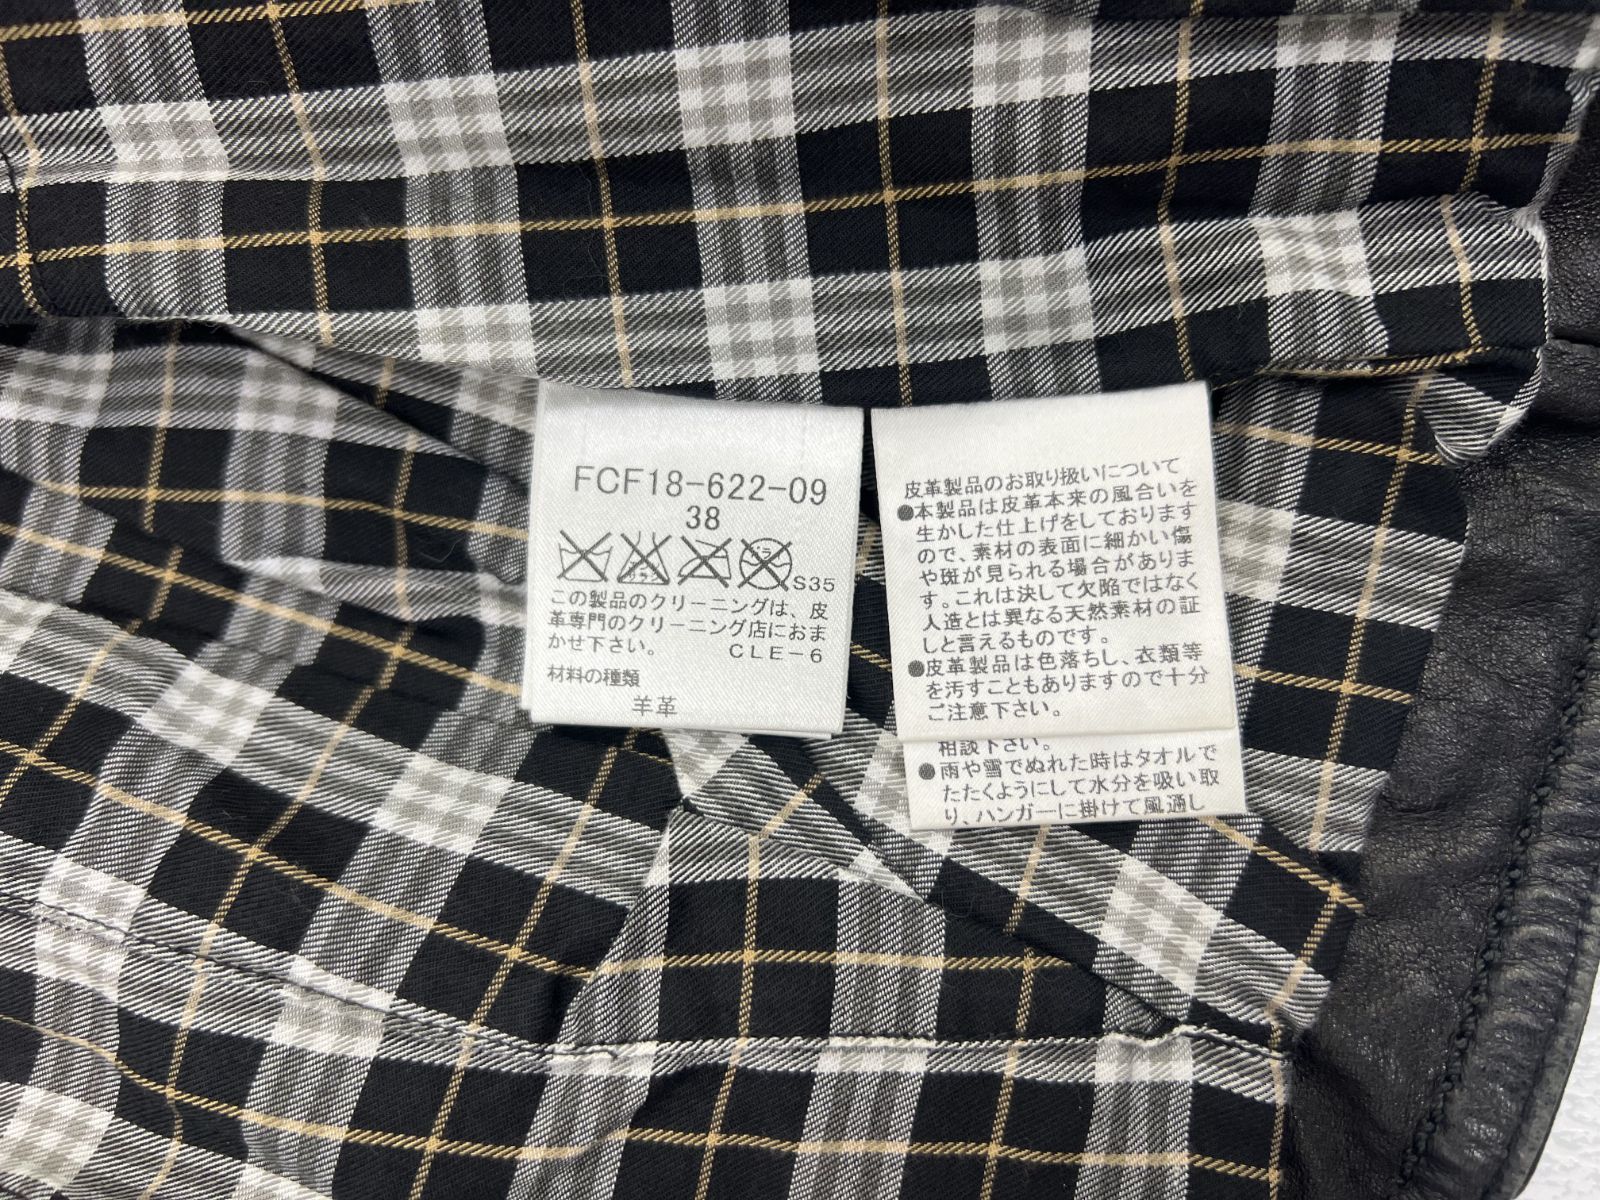 FCF18-622-09
38
エンソ サラシ ドライ S35
この製品のクリーニングは、皮
革専門のクリーニング店におま
かせ下さい。 CLE-6
材料の種類
羊革
皮革製品のお取り扱いについて
●本製品は皮革本来の風合いを
生かした仕上げをしております
ので、素材の表面に細かい傷
や斑が見られる場合がありま
す。これは決して欠陥ではなく
人造とは異なる天然素材の証
しと言えるものです。
●皮革製品は色落ちし、衣類等
を汚すこともありますので十分
ご注意下さい。
相談下さい。
●雨や雪でぬれた時はタオルで
たたくようにして水分を吸い取
り、ハンガーに掛けて風通し